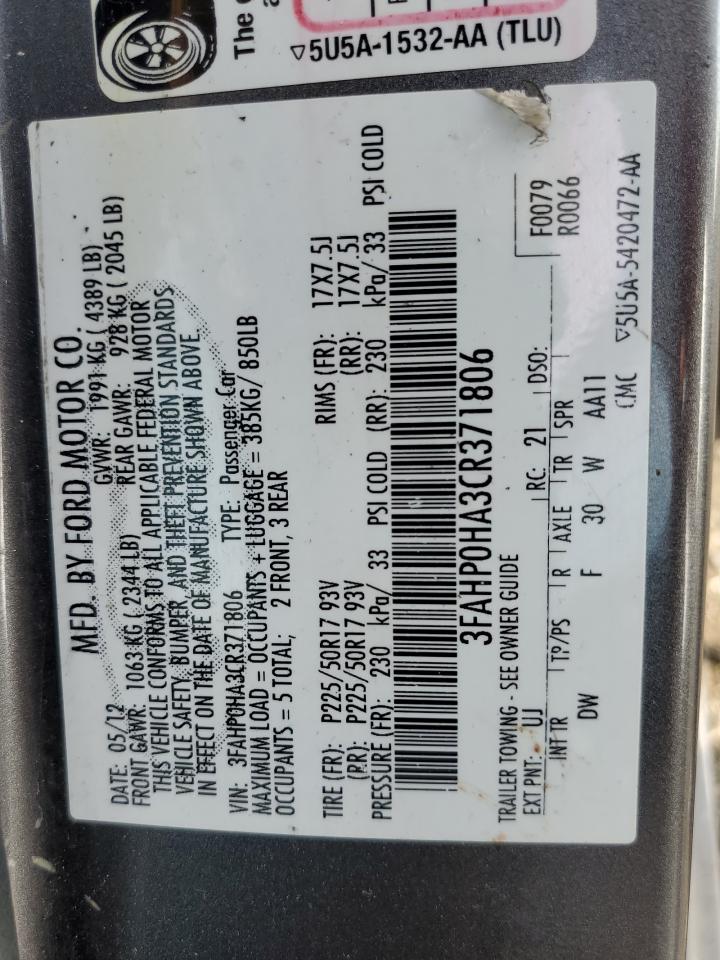 The
▽5U5A-1532-AA (TLU)
MFD. BY FORD MOTOR CO.
DATE: 05/12 GVWR: 1991 KG ( 4389 LB)
FRONT GAWR: 1063 KG ( 2344 LB) REAR GAWR: 928 KG ( 2045 LB)
THIS VEHICLE CONFORMS TO ALL APPLICABLE FEDERAL MOTOR
VEHICLE SAFETY, BUMPER, AND THEFT PREVENTION STANDARDS
IN EFFECT ON THE DATE OF MANUFACTURE SHOWN ABOVE.
VIN: 3FAHP0HA3CR371806 TYPE: Passenger Car
MAXIMUM LOAD = OCCUPANTS + LUGGAGE = 385KG/ 850LB
OCCUPANTS = 5 TOTAL; 2 FRONT, 3 REAR
TIRE (FR): P225/50R17 93V RIMS (FR): 17X7.5J
(RR): P225/50R17 93V (RR): 17X7.5J
PRESSURE (FR): 230 kPa/ 33 PSI COLD (RR): 230 kPa/ 33 PSI COLD
3FAHP0HA3CR371806
TRAILER TOWING - SEE OWNER GUIDE F0079
R0066
EXT PNT: UJ RC: 21 DSO:
INT TR TP/PS R AXLE TR SPR
DW F 30 W AA11
CMC ▽5U5A-5420472-AA